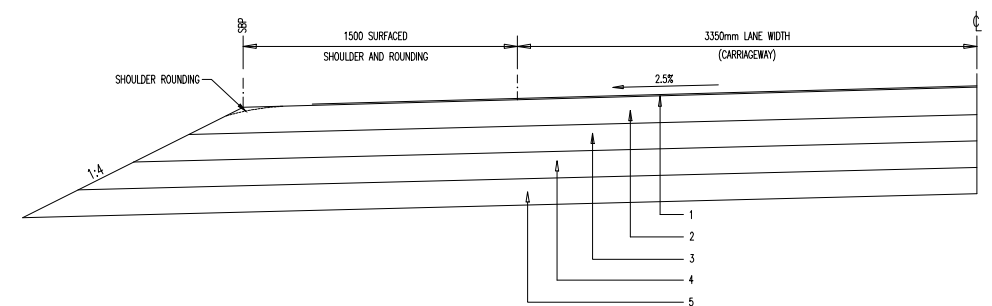 SBP
℄
1500 SURFACED
SHOULDER AND ROUNDING
3350mm LANE WIDTH
(CARRIAGEWAY)
SHOULDER ROUNDING
2.5%
1:4
1
2
3
4
5